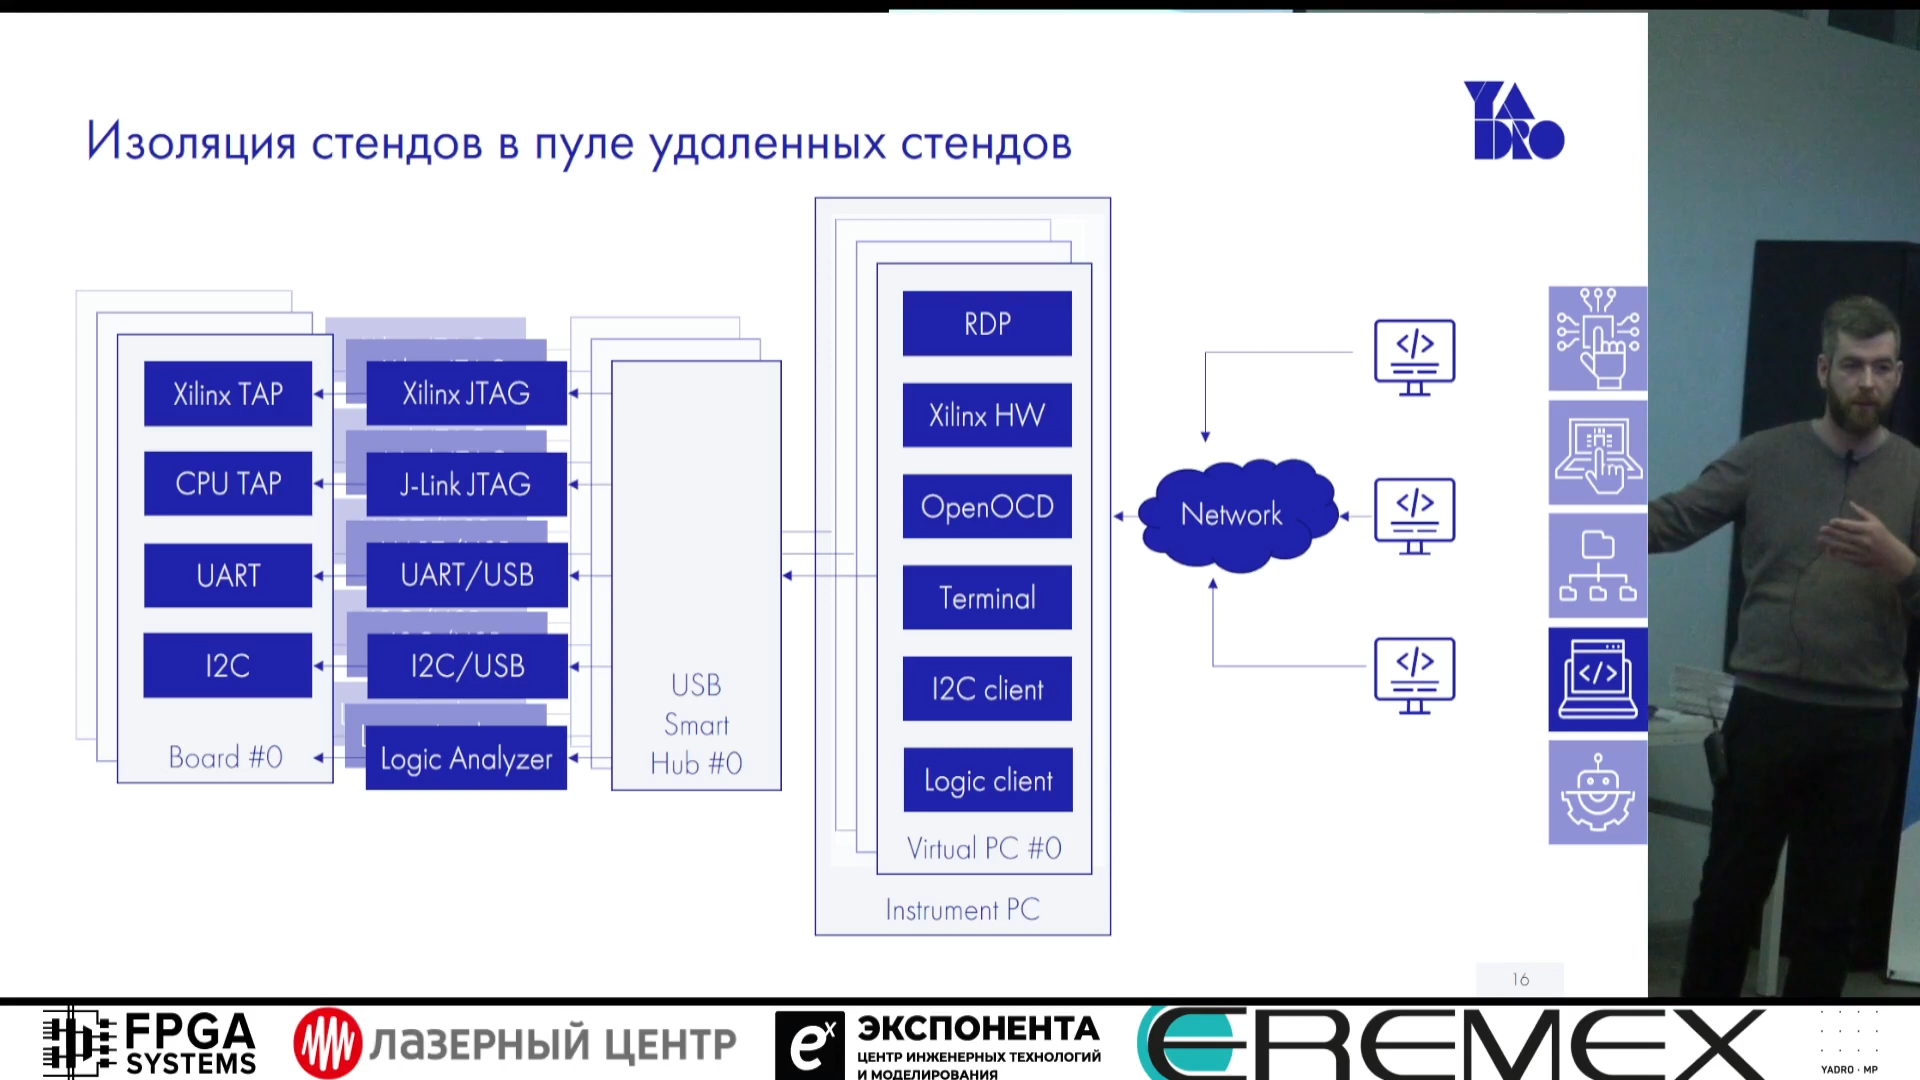 YADRO
Изоляция стендов в пуле удаленных стендов
Xilinx TAP
CPU TAP
UART
I2C
Board #0
Xilinx JTAG
J-Link JTAG
UART/USB
I2C/USB
Logic Analyzer
USB
Smart
Hub #0
RDP
Xilinx HW
OpenOCD
Terminal
I2C client
Logic client
Virtual PC #0
Instrument PC
Network
</>
</>
</>
</>
16
FPGA
SYSTEMS
ЛАЗЕРНЫЙ ЦЕНТР
ex
ЭКСПОНЕНТА
ЦЕНТР ИНЖЕНЕРНЫХ ТЕХНОЛОГИЙ
И МОДЕЛИРОВАНИЯ
EREMEX
YADRO · MP